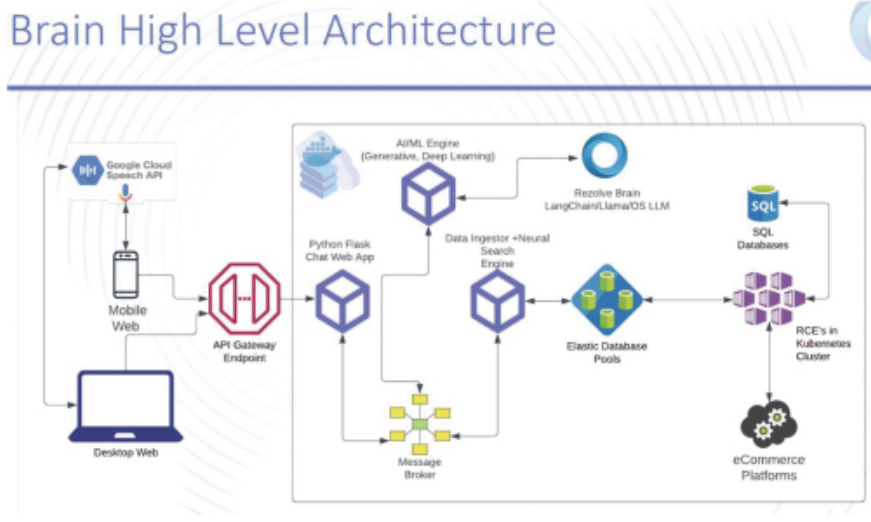 Brain High Level Architecture
Google Cloud
Speech API
AI/ML Engine
(Generative, Deep Learning)
Rezolve Brain
LangChain/Llama/OS LLM
SQL
SQL
Databases
Python Flask
Chat Web App
Data Ingestor +Neural
Search
Engine
Mobile
Web
API Gateway
Endpoint
Elastic Database
Pools
RCE's in
Kubernetes
Cluster
Desktop Web
Message
Broker
eCommerce
Platforms